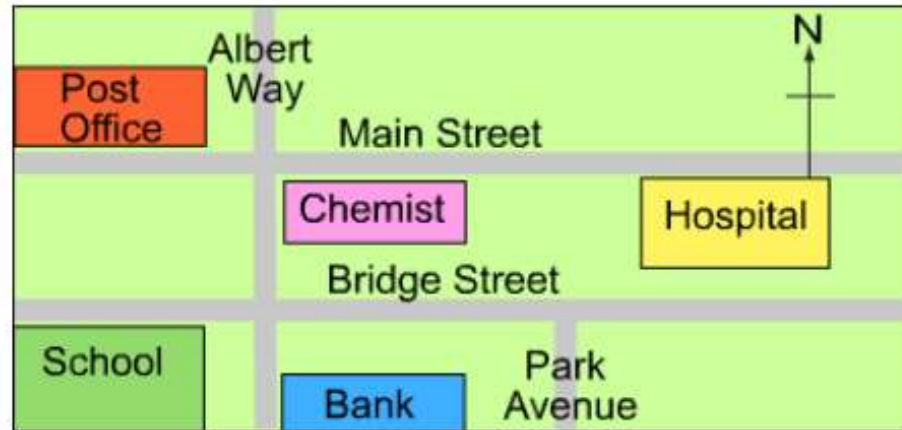 Albert
Way
N
Post
Office
Main Street
Chemist
Hospital
Bridge Street
School
Park
Avenue
Bank